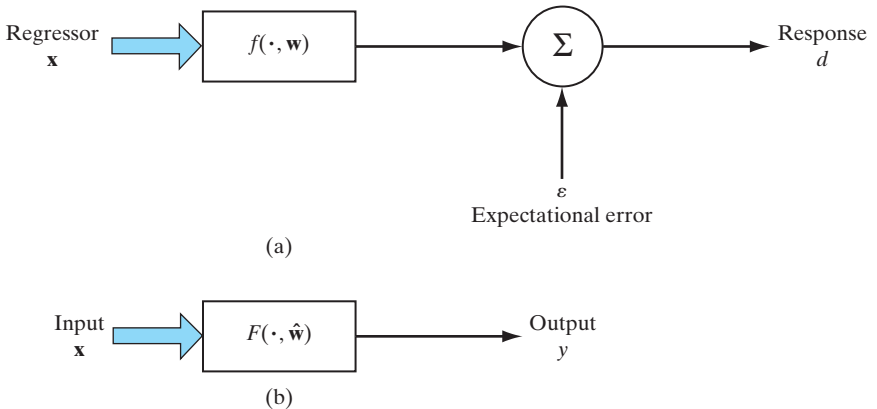 Regressor
x
f(·, w)
Σ
Response
d
ε
Expectational error
(a)
Input
x
F(·, ŵ)
Output
y
(b)